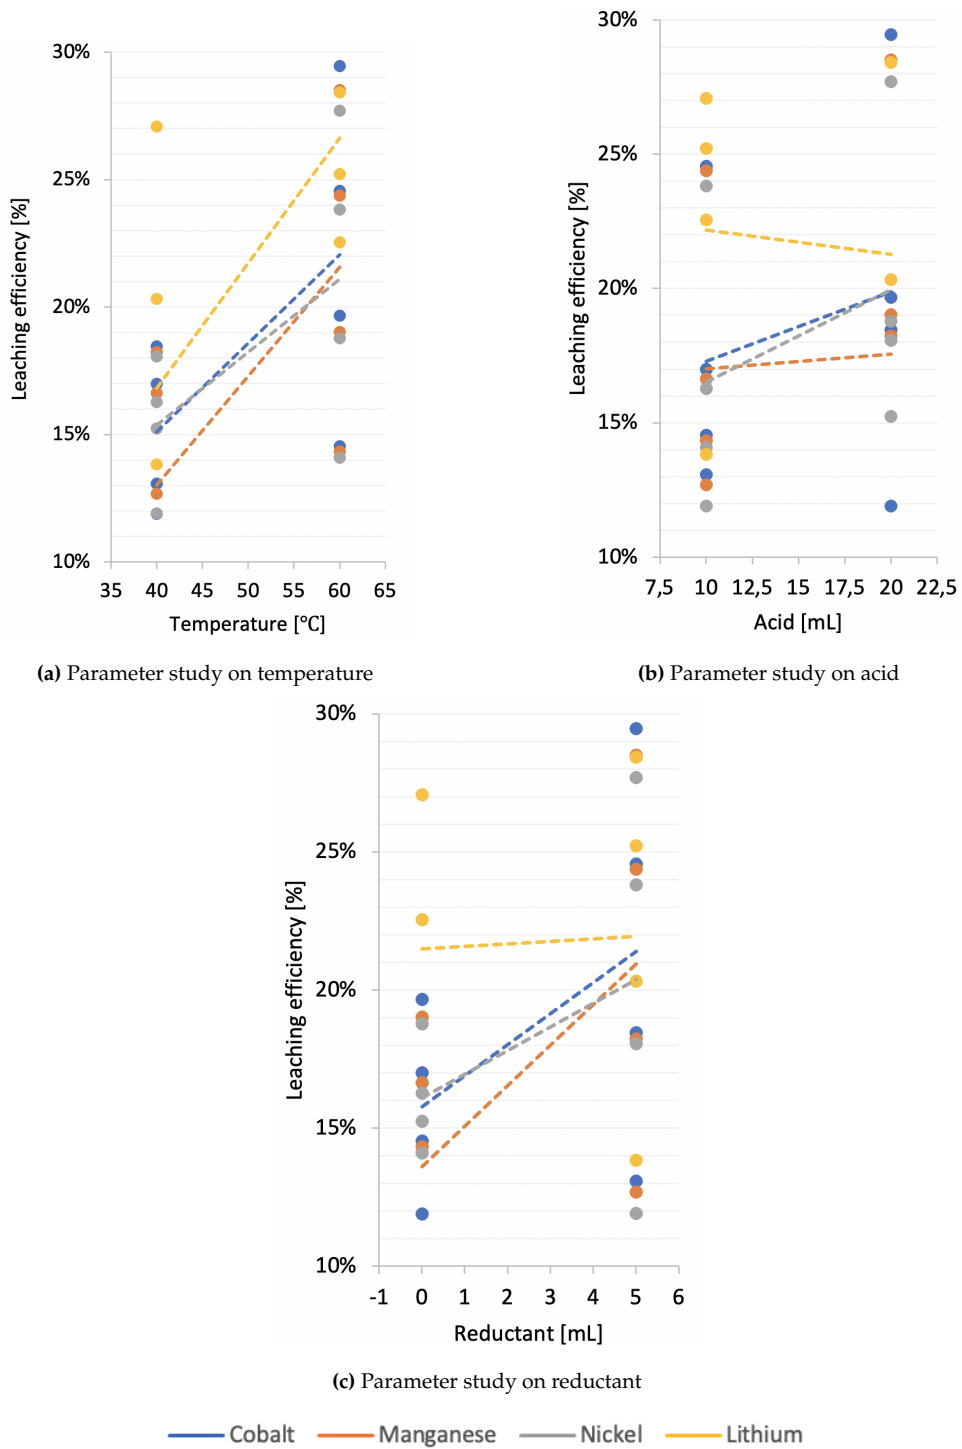 30%
25%
20%
15%
10%
Leaching efficiency [%]
35 40 45 50 55 60 65
Temperature [°C]
(a) Parameter study on temperature
30%
25%
20%
15%
10%
Leaching efficiency [%]
7,5 10 12,5 15 17,5 20 22,5
Acid [mL]
(b) Parameter study on acid
30%
25%
20%
15%
10%
Leaching efficiency [%]
-1 0 1 2 3 4 5 6
Reductant [mL]
(c) Parameter study on reductant
Cobalt Manganese Nickel Lithium